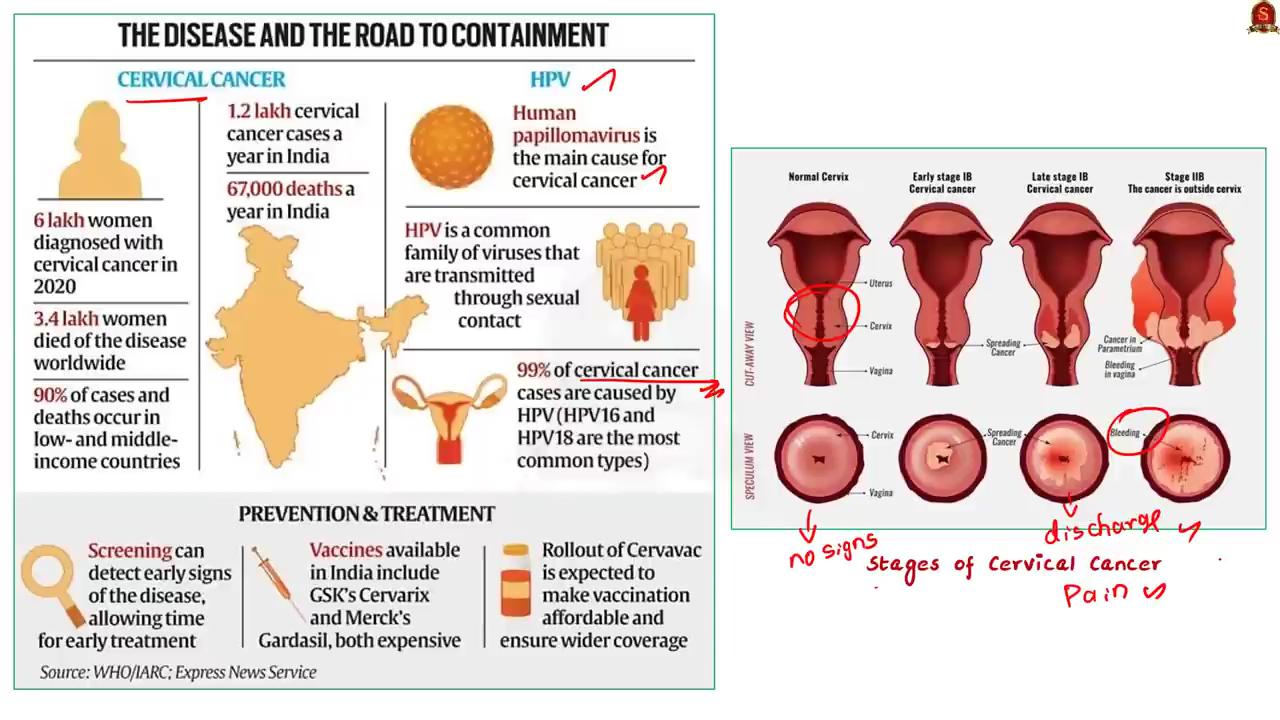 THE DISEASE AND THE ROAD TO CONTAINMENT
CERVICAL CANCER
6 lakh women
diagnosed with
cervical cancer in
2020
3.4 lakh women
died of the disease
worldwide
90% of cases and
deaths occur in
low- and middle-
income countries
1.2 lakh cervical
cancer cases a
year in India
67,000 deaths a
year in India
HPV
Human
papillomavirus is
the main cause for
cervical cancer
HPV is a common
family of viruses that
are transmitted
through sexual
contact
99% of cervical cancer
cases are caused by
HPV (HPV16 and
HPV18 are the most
common types)
PREVENTION & TREATMENT
Screening can
detect early signs
of the disease,
allowing time
for early treatment
Vaccines available
in India include
GSK's Cervarix
and Merck's
Gardasil, both expensive
Rollout of Cervavac
is expected to
make vaccination
affordable and
ensure wider coverage
Source: WHO/IARC; Express News Service
Normal Cervix
Early stage IB
Cervical cancer
Late stage IB
Cervical cancer
Stage IIB
The cancer is outside cervix
CUT-AWAY VIEW
Uterus
Cervix
Vagina
Spreading
Cancer
Cancer in
Parametrium
Bleeding
in vagina
SPECULUM VIEW
Cervix
Vagina
Spreading
Cancer
Bleeding
no signs
discharge
Stages of Cervical Cancer
Pain
S